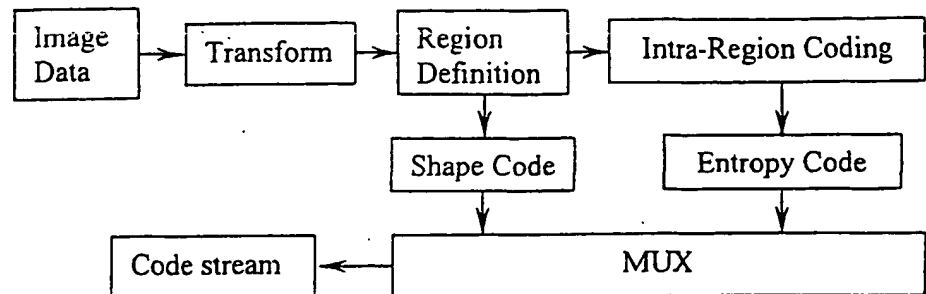 Image
Data
Transform
Region
Definition
Intra-Region Coding
Shape Code
Entropy Code
Code stream
MUX